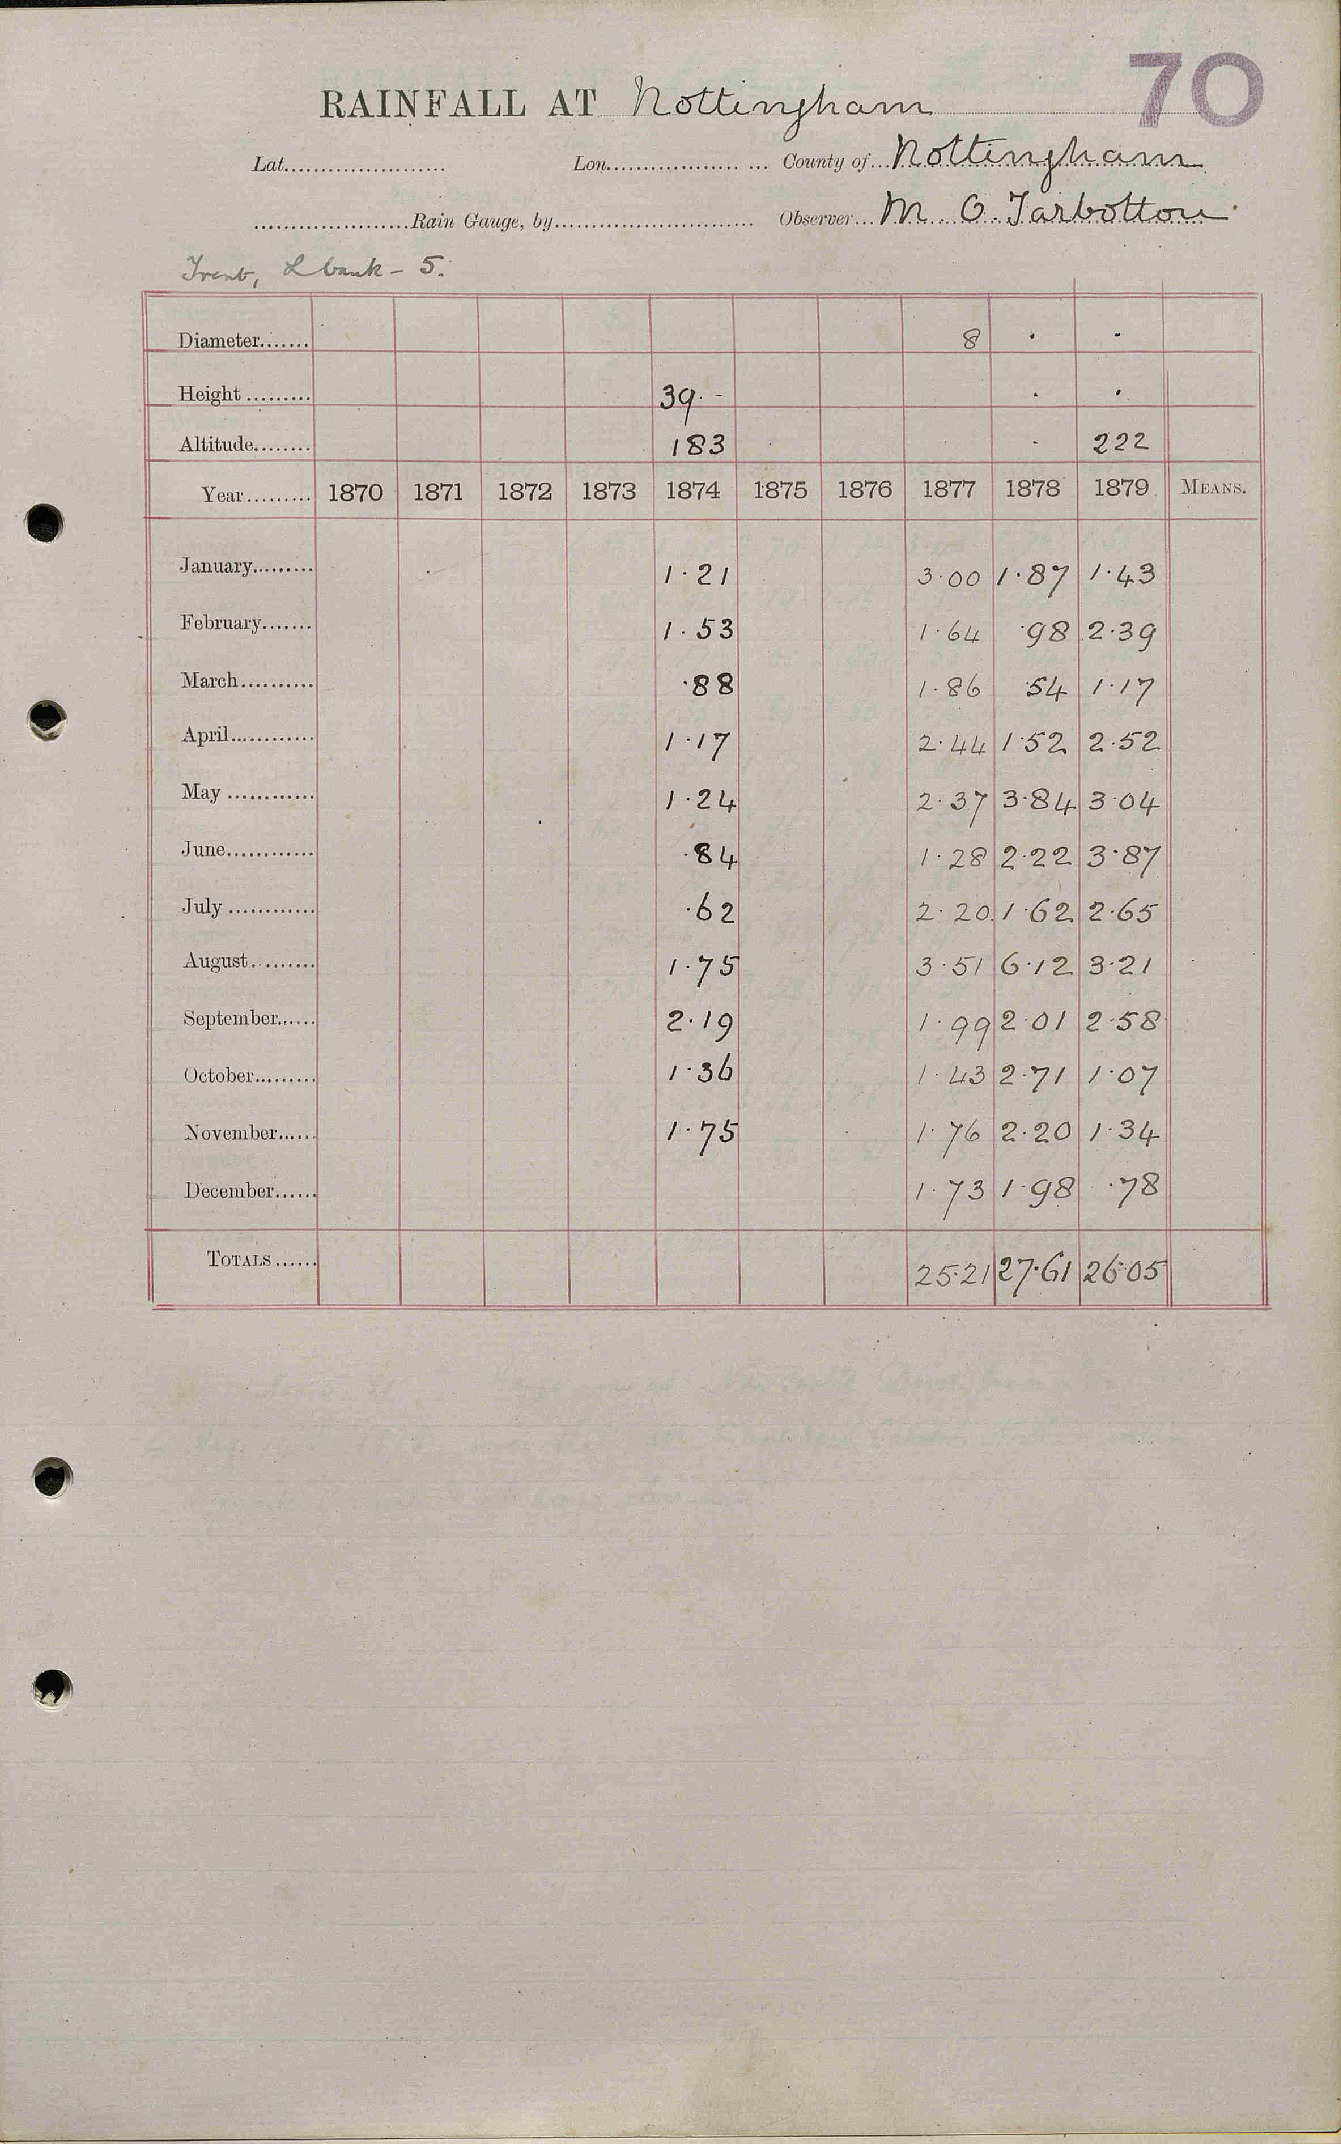 70
RAINFALL AT Nottingham
Lat...................... Lon.................. ... County of...Nottingham
......................Rain Gauge, by............................ Observer...M. O. Tarbotton.
Trent, L bank - 5.
Diameter....... 8 · ·
Height ......... 39 · - · ·
Altitude........ 183 · 222
Year......... 1870 1871 1872 1873 1874 1875 1876 1877 1878 1879 MEANS.
January......... 1·21 3·00 1·87 1·43
February....... 1·53 1·64 ·98 2·39
March.......... ·88 1·86 ·54 1·17
April............ 1·17 2·44 1·52 2·52
May ............ 1·24 2·37 3·84 3·04
June............ ·84 1·28 2·22 3·87
July ............ ·62 2·20 1·62 2·65
August......... 1·75 3·51 6·12 3·21
September...... 2·19 1·99 2·01 2·58
October......... 1·36 1·43 2·71 1·07
November...... 1·75 1·76 2·20 1·34
December...... 1·73 1·98 ·78
TOTALS ...... 25·21 27·61 26·05